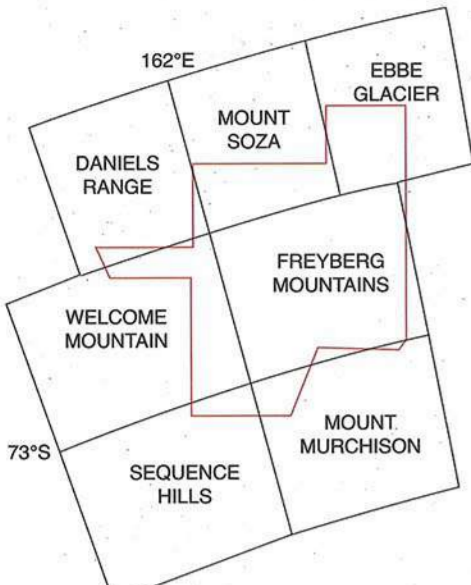 162°E
EBBE
GLACIER
MOUNT
SOZA
DANIELS
RANGE
FREYBERG
MOUNTAINS
WELCOME
MOUNTAIN
MOUNT
MURCHISON
73°S
SEQUENCE
HILLS